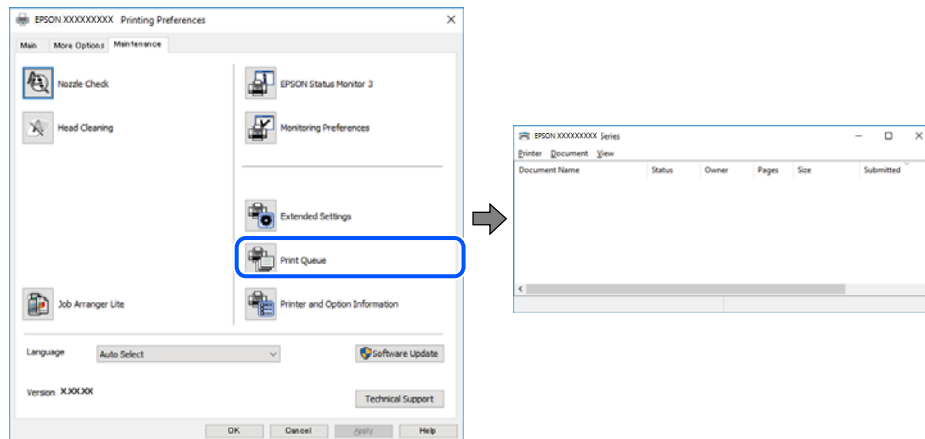 EPSON XXXXXXXXX Printing Preferences
Main More Options Maintenance
Nozzle Check
Head Cleaning
Job Arranger Lite
EPSON Status Monitor 3
Monitoring Preferences
Extended Settings
Print Queue
Printer and Option Information
Language Auto Select
Software Update
Version X.XX.XX
Technical Support
OK Cancel Apply Help
EPSON XXXXXXXXX Series
Printer Document View
Document Name Status Owner Pages Size Submitted